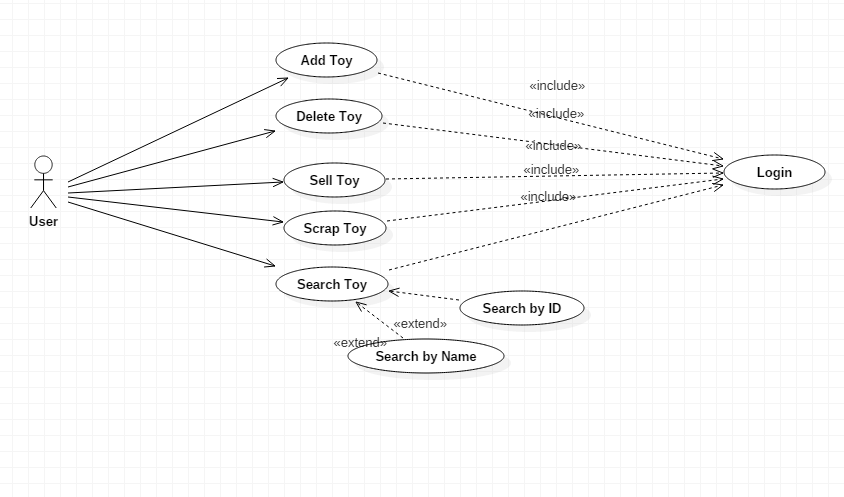 Add Toy
«include»
Delete Toy
«include»
«include»
Sell Toy
«include»
Login
User
Scrap Toy
«include»
Search Toy
Search by ID
«extend»
«extend»
Search by Name